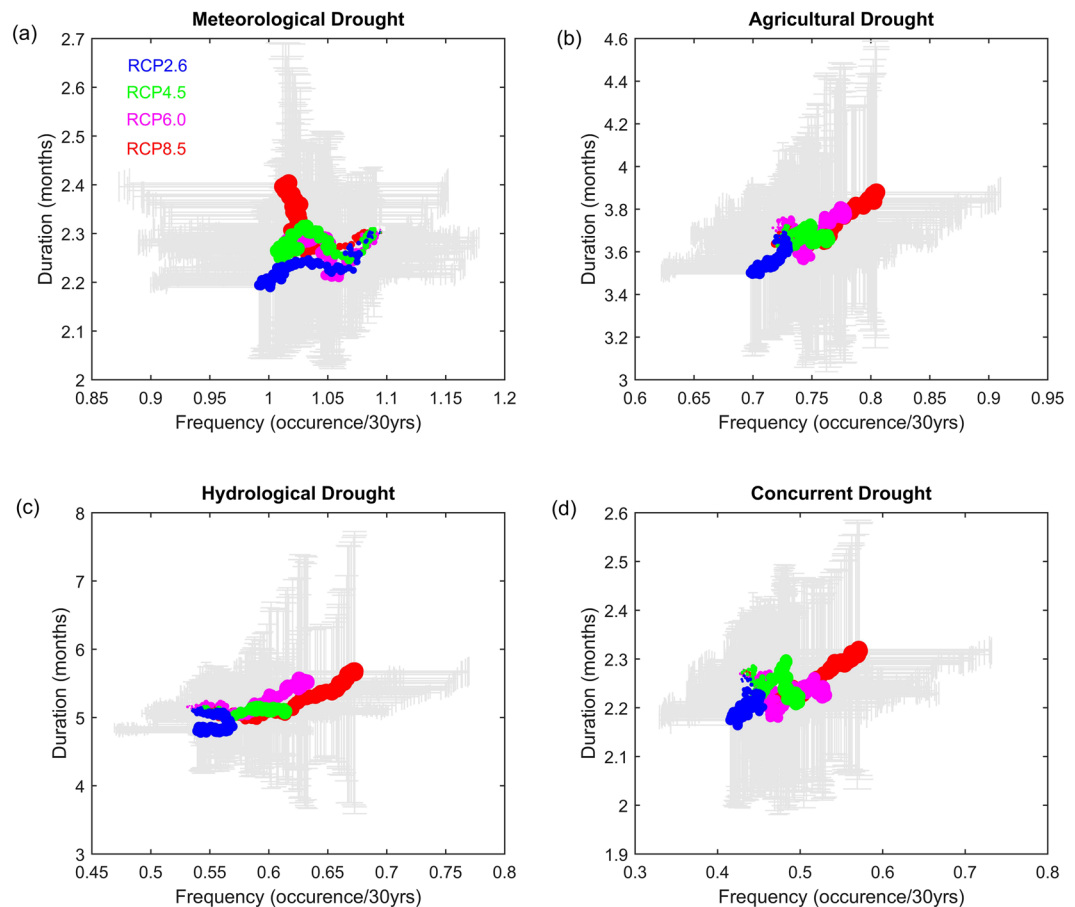 Meteorological Drought
(a)
2.7
2.6
2.5
2.4
2.3
2.2
2.1
2
Duration (months)
RCP2.6
RCP4.5
RCP6.0
RCP8.5
0.85 0.9 0.95 1 1.05 1.1 1.15 1.2
Frequency (occurence/30yrs)
Agricultural Drought
(b)
4.6
4.4
4.2
4
3.8
3.6
3.4
3.2
3
Duration (months)
0.6 0.65 0.7 0.75 0.8 0.85 0.9 0.95
Frequency (occurence/30yrs)
Hydrological Drought
(c)
8
7
6
5
4
3
Duration (months)
0.45 0.5 0.55 0.6 0.65 0.7 0.75 0.8
Frequency (occurence/30yrs)
Concurrent Drought
(d)
2.6
2.5
2.4
2.3
2.2
2.1
2
1.9
Duration (months)
0.3 0.4 0.5 0.6 0.7 0.8
Frequency (occurence/30yrs)